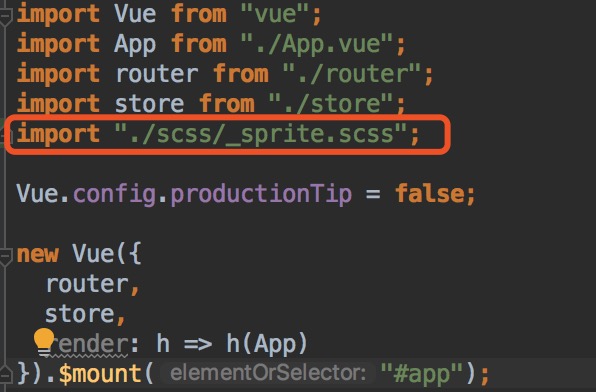 import Vue from "vue";
import App from "./App.vue";
import router from "./router";
import store from "./store";
import "./scss/_sprite.scss";
Vue.config.productionTip = false;
new Vue({
router,
store,
render: h => h(App)
}).$mount( elementOrSelector: "#app");